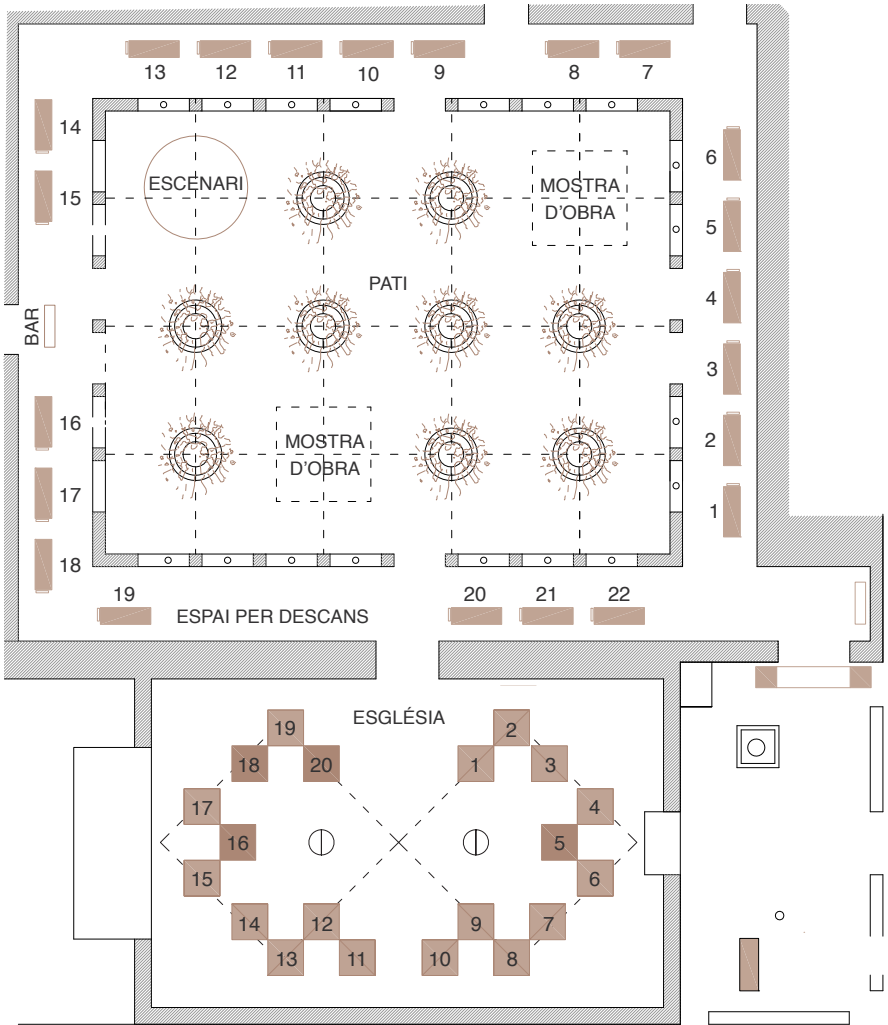 13 12 11 10 9 8 7
14
6
ESCENARI
MOSTRA
D'OBRA
15
5
PATI
4
BAR
3
16
MOSTRA
D'OBRA
2
17
1
18
19
ESPAI PER DESCANS
20 21 22
ESGLÉSIA
19
2
18 20
1 3
17
4
16
5
15
6
14 12
9 7
13 11
10 8